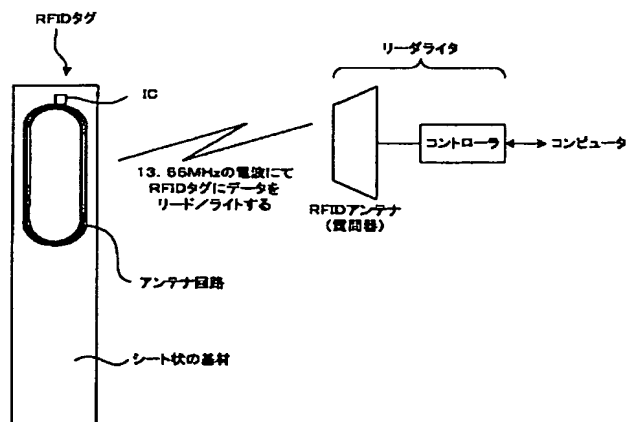 RFIDタグ
IC
リーダライタ
コントローラ
コンピュータ
13.56MHzの電波にて
RFIDタグにデータを
リード/ライトする
RFIDアンテナ
(質問器)
アンテナ回路
シート状の基材